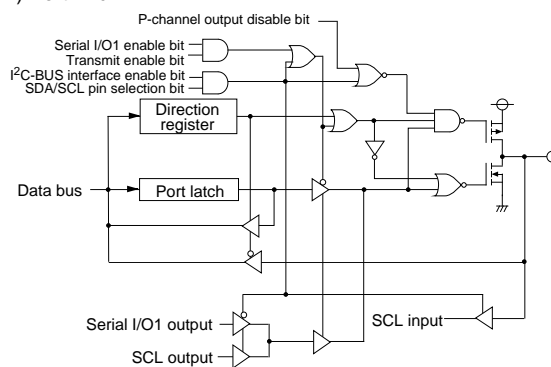 P-channel output disable bit
Serial I/O1 enable bit
Transmit enable bit
I²C-BUS interface enable bit
SDA/SCL pin selection bit
Direction
register
Data bus
Port latch
Serial I/O1 output
SCL input
SCL output